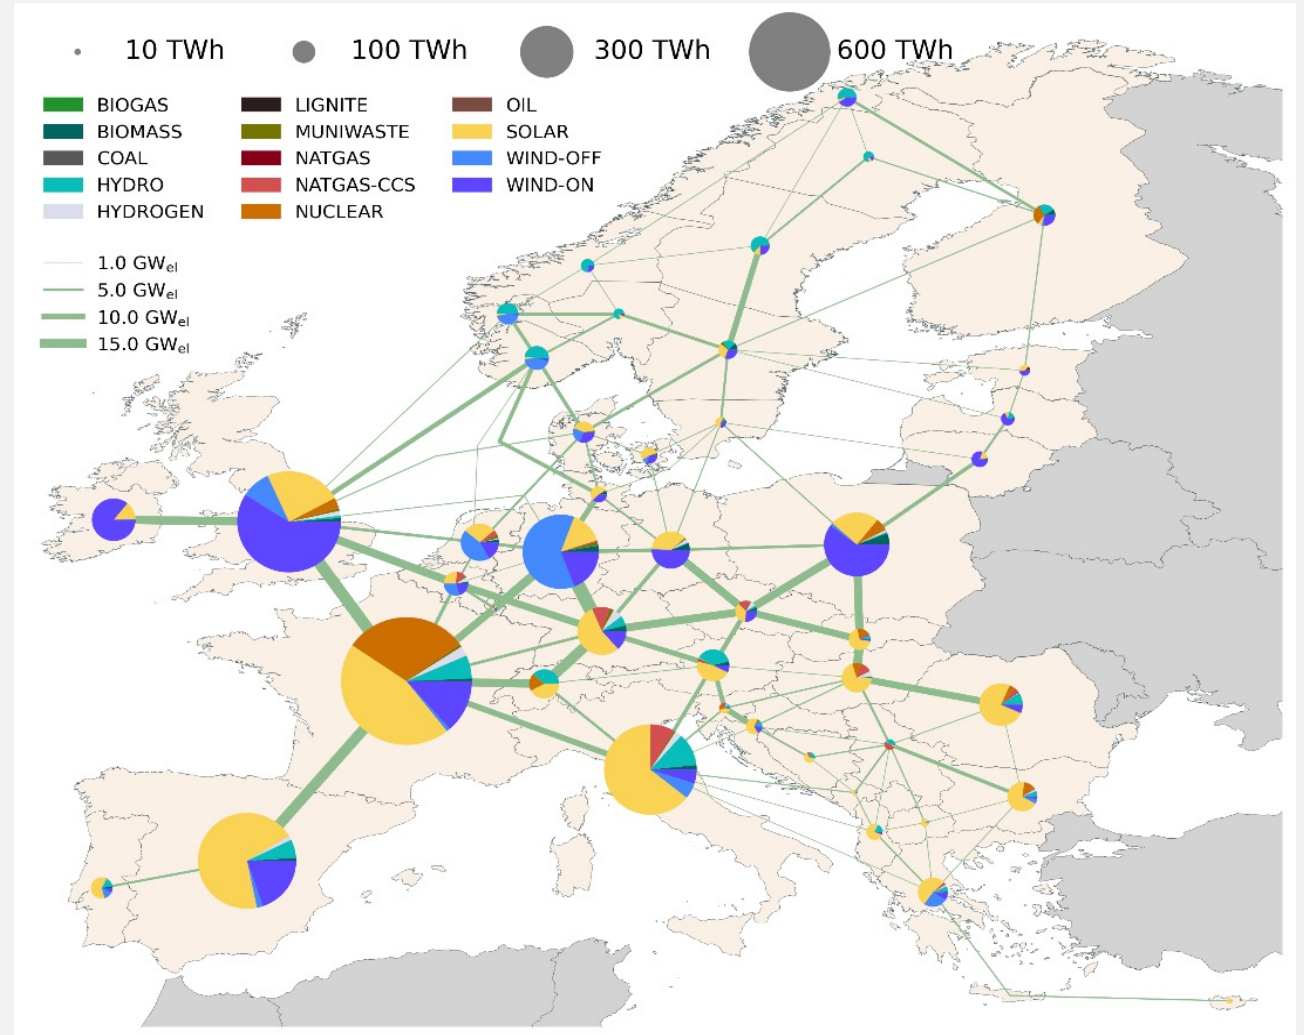 10 TWh 100 TWh 300 TWh 600 TWh
BIOGAS LIGNITE OIL
BIOMASS MUNIWASTE SOLAR
COAL NATGAS WIND-OFF
HYDRO NATGAS-CCS WIND-ON
HYDROGEN NUCLEAR
1.0 GWel
5.0 GWel
10.0 GWel
15.0 GWel